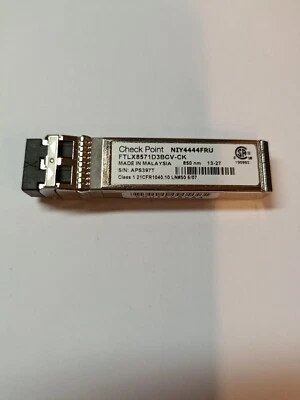 Check Point NIY4444FRU
FTLX8571D3BCV-CK
MADE IN MALAYSIA 850 nm 15-27
S/N: APS3977
Class 1 21CFR1040.10 LN#50 6/07